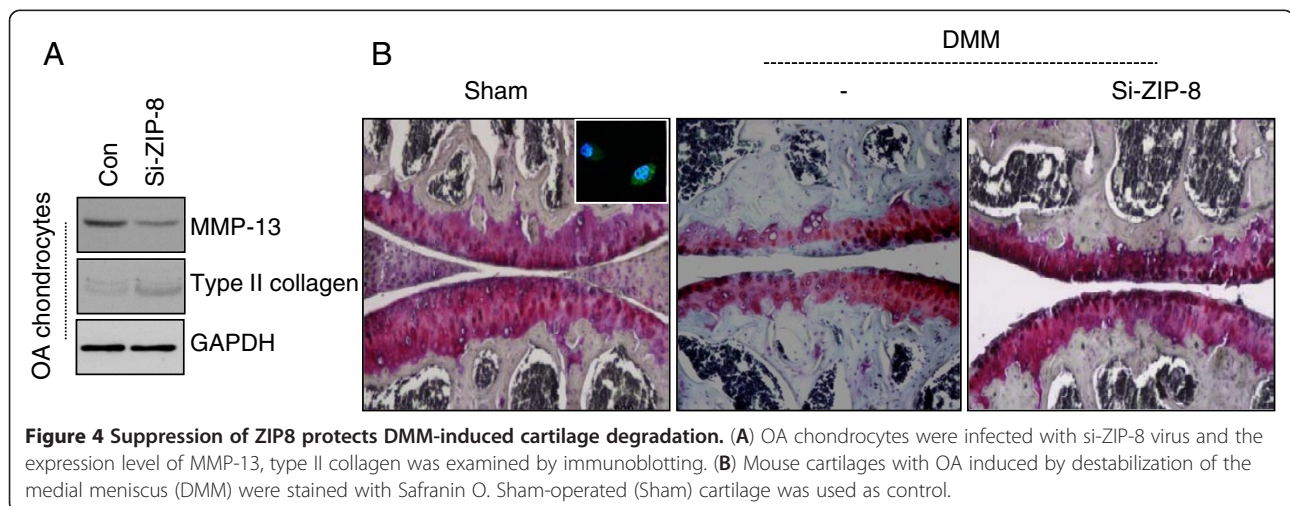 A
B
DMM
Sham
-
Si-ZIP-8
Con
Si-ZIP-8
OA chondrocytes
MMP-13
Type II collagen
GAPDH
Figure 4 Suppression of ZIP8 protects DMM-induced cartilage degradation. (A) OA chondrocytes were infected with si-ZIP-8 virus and the
expression level of MMP-13, type II collagen was examined by immunoblotting. (B) Mouse cartilages with OA induced by destabilization of the
medial meniscus (DMM) were stained with Safranin O. Sham-operated (Sham) cartilage was used as control.